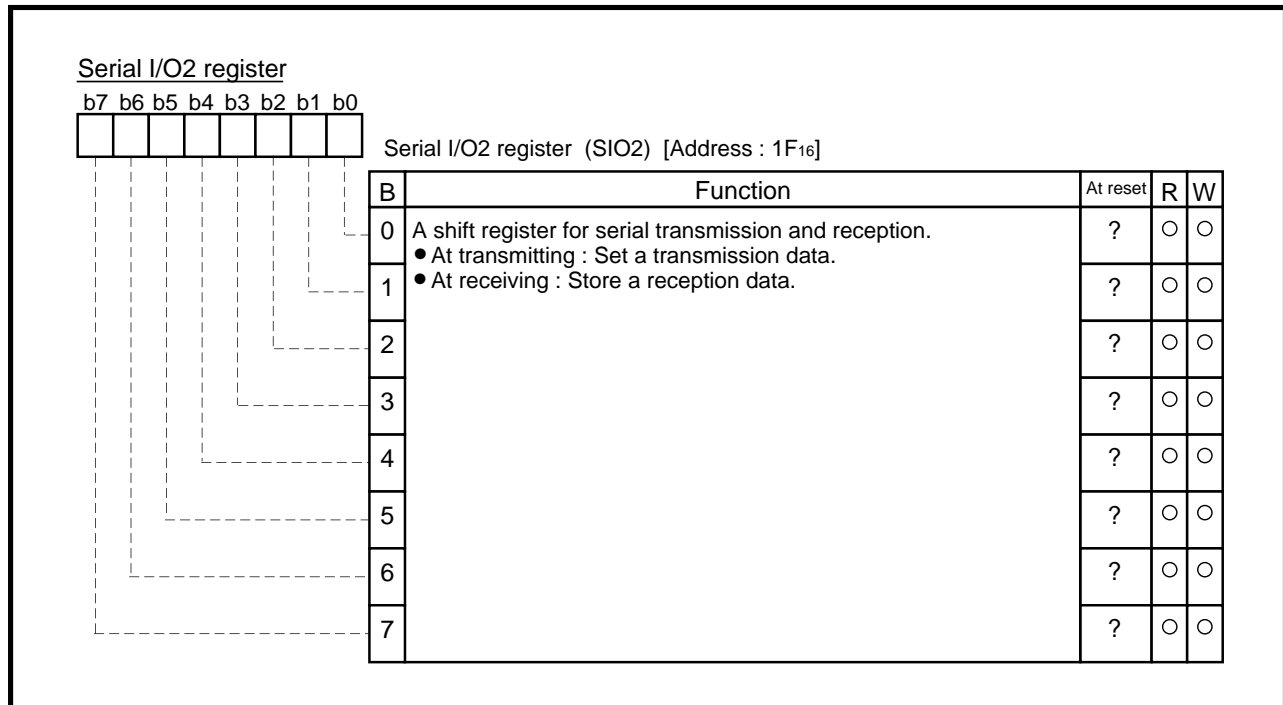 Serial I/O2 register
b7 b6 b5 b4 b3 b2 b1 b0
Serial I/O2 register (SIO2) [Address : 1F16]
B Function At reset R W
0 A shift register for serial transmission and reception. ? ○ ○
● At transmitting : Set a transmission data.
1 ● At receiving : Store a reception data. ? ○ ○
2 ? ○ ○
3 ? ○ ○
4 ? ○ ○
5 ? ○ ○
6 ? ○ ○
7 ? ○ ○